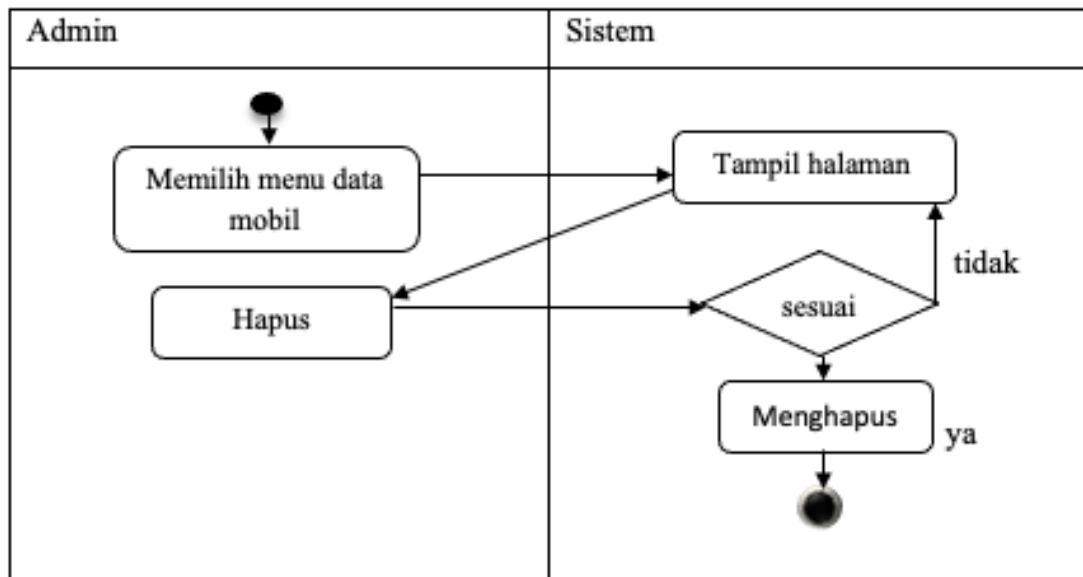 Admin
Sistem
Memilih menu data
mobil
Tampil halaman
Hapus
sesuai
tidak
Menghapus
ya